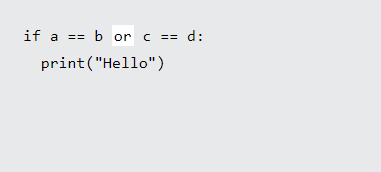 if a == b or c == d:
  print("Hello")